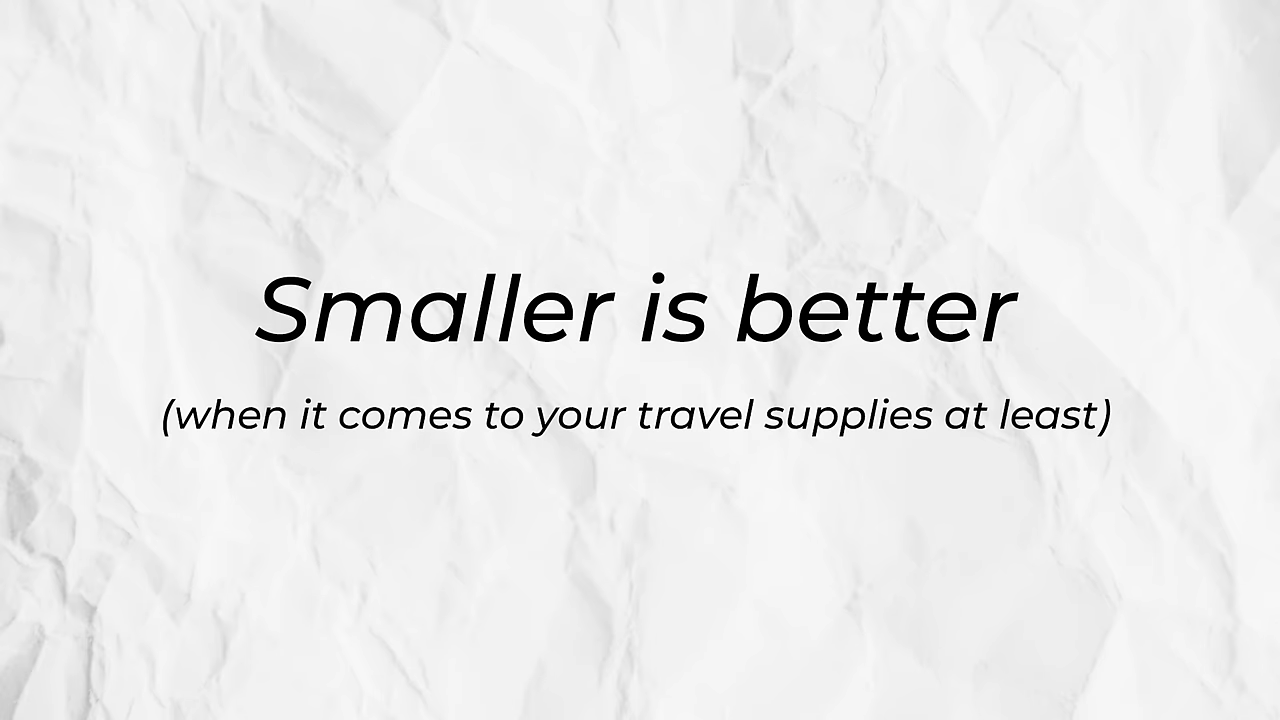 Smaller is better
(when it comes to your travel supplies at least)